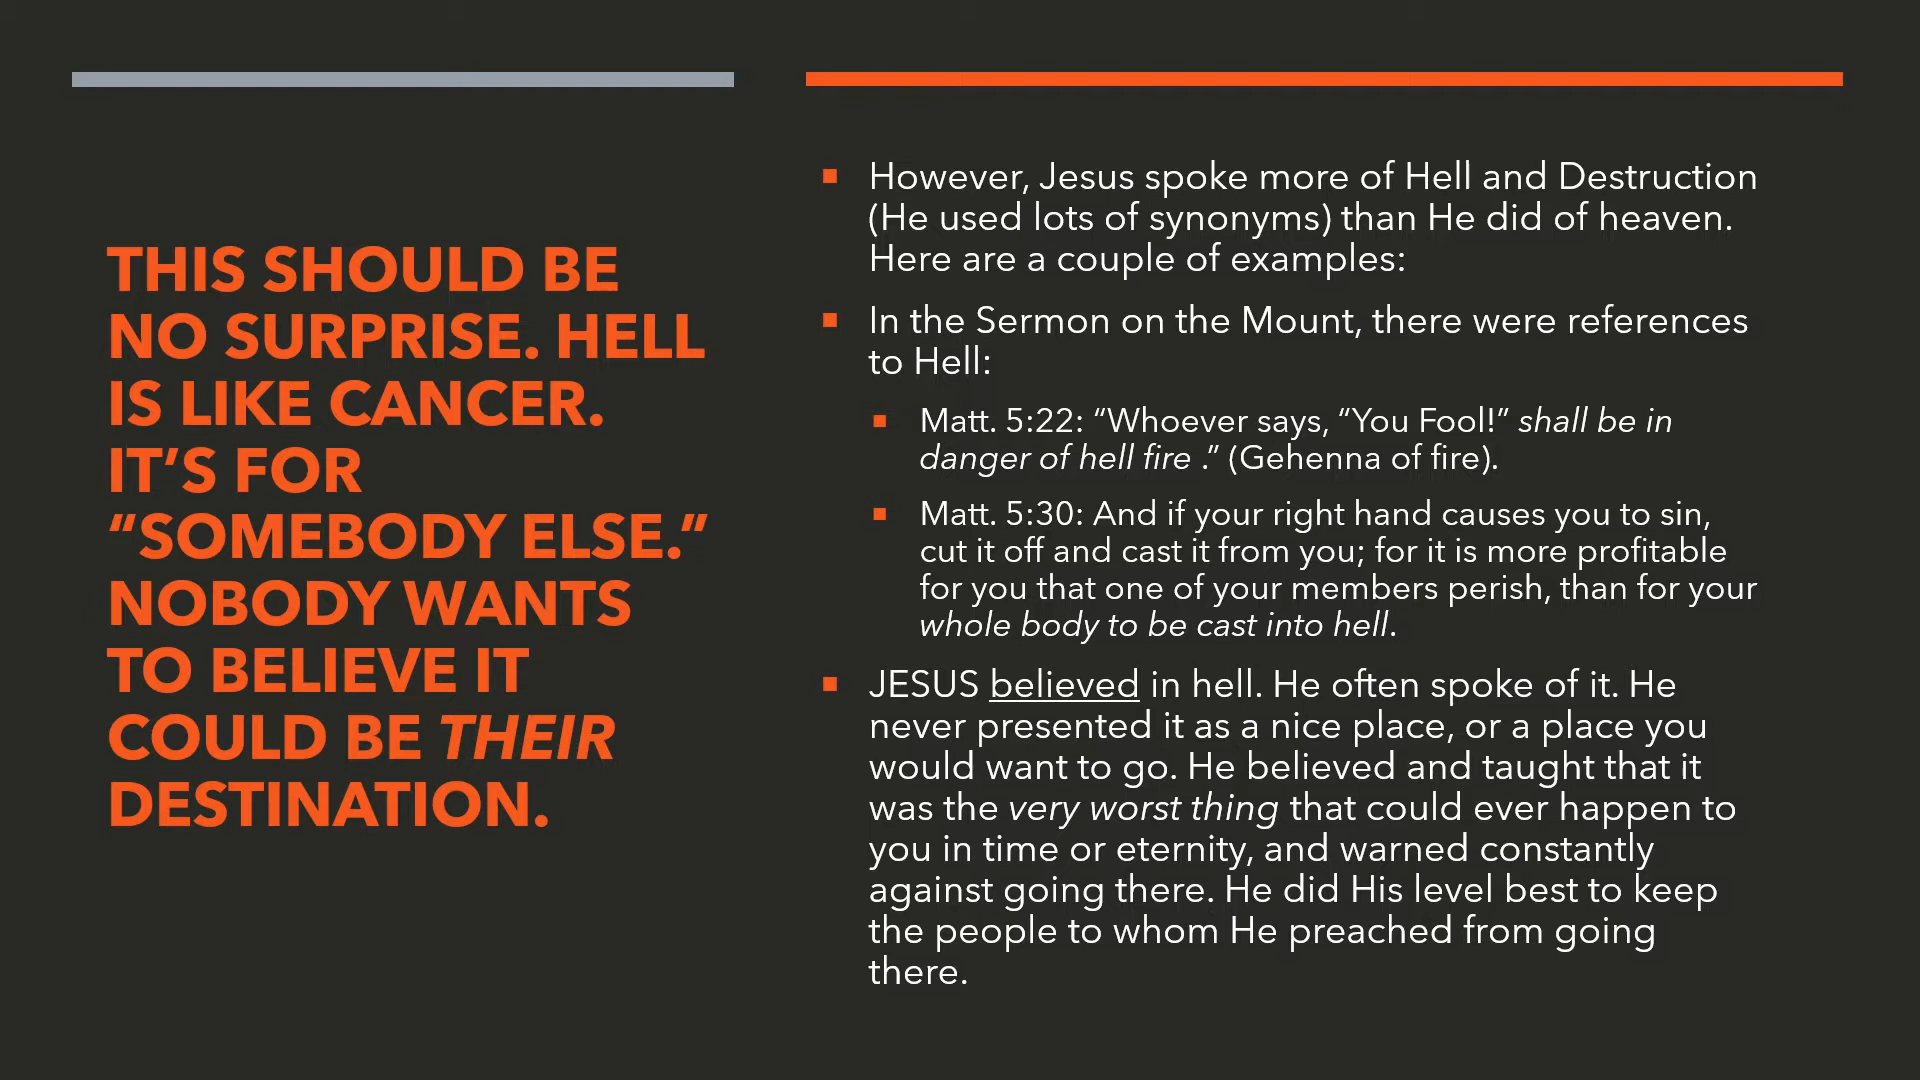 THIS SHOULD BE
NO SURPRISE. HELL
IS LIKE CANCER.
IT’S FOR
“SOMEBODY ELSE.”
NOBODY WANTS
TO BELIEVE IT
COULD BE THEIR
DESTINATION.
However, Jesus spoke more of Hell and Destruction
(He used lots of synonyms) than He did of heaven.
Here are a couple of examples:
In the Sermon on the Mount, there were references
to Hell:
Matt. 5:22: “Whoever says, “You Fool!” shall be in
danger of hell fire .” (Gehenna of fire).
Matt. 5:30: And if your right hand causes you to sin,
cut it off and cast it from you; for it is more profitable
for you that one of your members perish, than for your
whole body to be cast into hell.
JESUS believed in hell. He often spoke of it. He
never presented it as a nice place, or a place you
would want to go. He believed and taught that it
was the very worst thing that could ever happen to
you in time or eternity, and warned constantly
against going there. He did His level best to keep
the people to whom He preached from going
there.